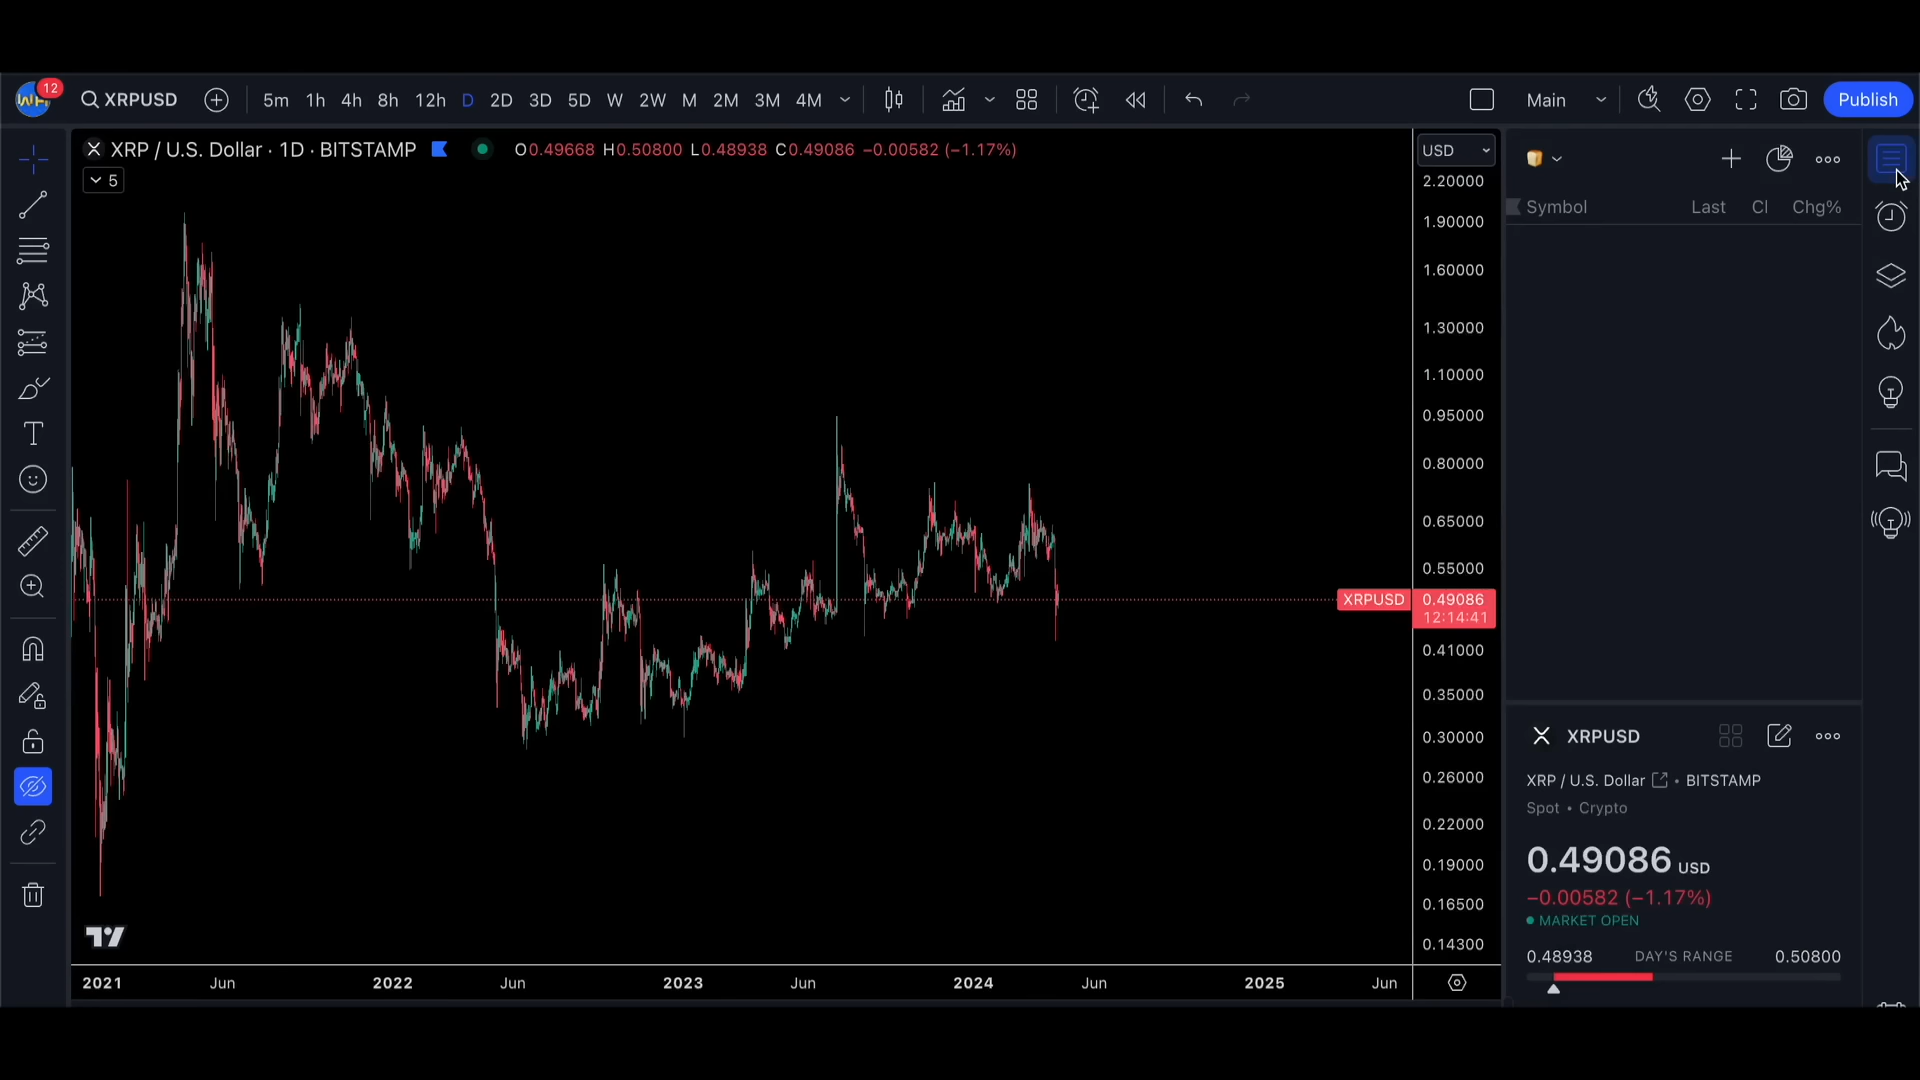 12
XRPUSD
5m 1h 4h 8h 12h D 2D 3D 5D W 2W M 2M 3M 4M
Main
Publish
XRP / U.S. Dollar · 1D · BITSTAMP
O0.49668 H0.50800 L0.48938 C0.49086 −0.00582 (−1.17%)
5
USD
2.20000
1.90000
1.60000
1.30000
1.10000
0.95000
0.80000
0.65000
0.55000
XRPUSD 0.49086
12:14:41
0.41000
0.35000
0.30000
0.26000
0.22000
0.19000
0.16500
0.14300
2021 Jun 2022 Jun 2023 Jun 2024 Jun 2025 Jun
Symbol Last Chg%
XRPUSD
XRP / U.S. Dollar • BITSTAMP
Spot • Crypto
0.49086 USD
−0.00582 (−1.17%)
MARKET OPEN
0.48938 DAY'S RANGE 0.50800